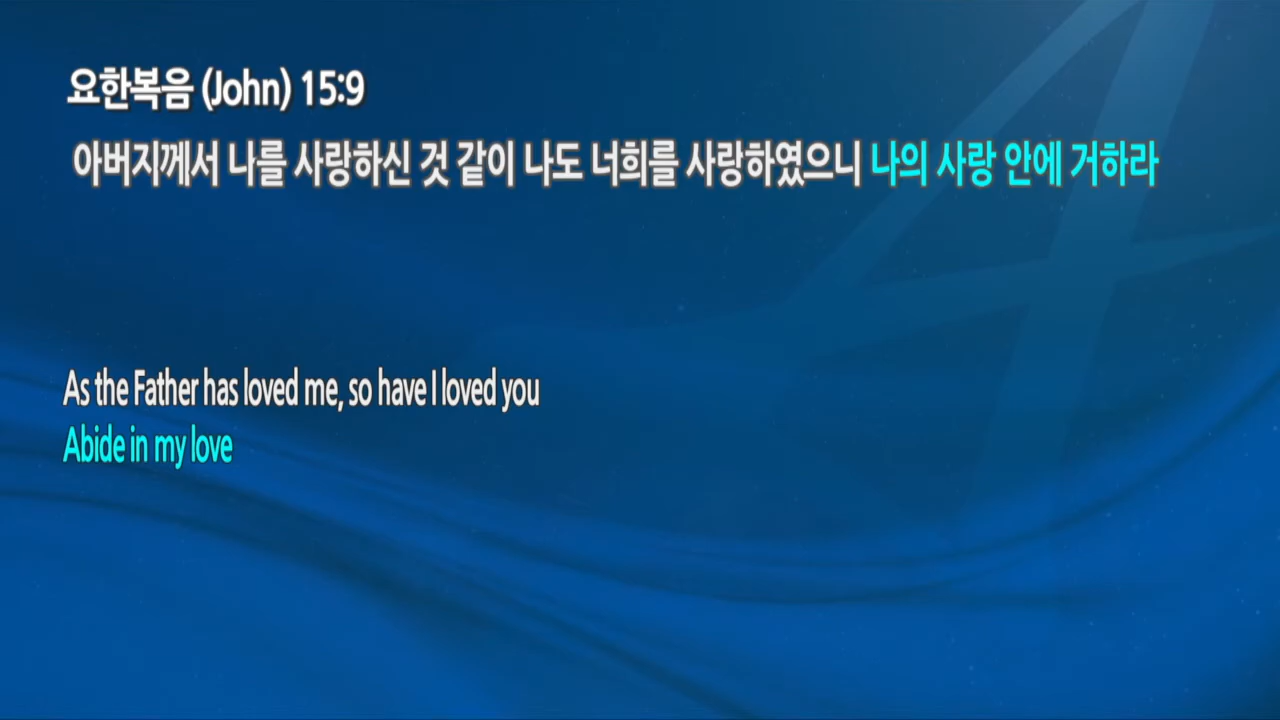 요한복음 (John) 15:9
아버지께서 나를 사랑하신 것 같이 나도 너희를 사랑하였으니 나의 사랑 안에 거하라
As the Father has loved me, so have I loved you
Abide in my love